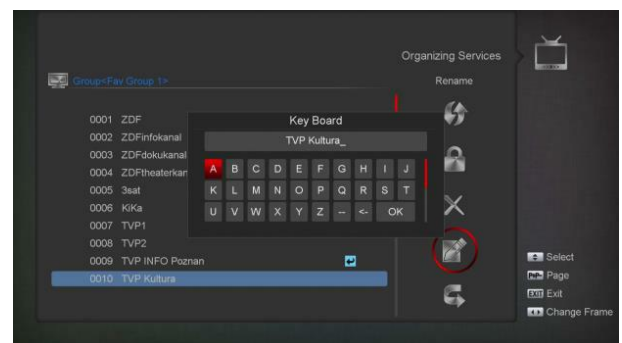 Organizing Services
Group<Fav Group 1>
Rename
0001 ZDF
0002 ZDFinfokanal
0003 ZDFdokukanal
0004 ZDFtheaterkan
0005 3sat
0006 KiKa
0007 TVP1
0008 TVP2
0009 TVP INFO Poznan
0010 TVP Kultura
Key Board
TVP Kultura_
A B C D E F G H I J
K L M N O P Q R S T
U V W X Y Z -- <- OK
Select
Page
EXIT Exit
Change Frame